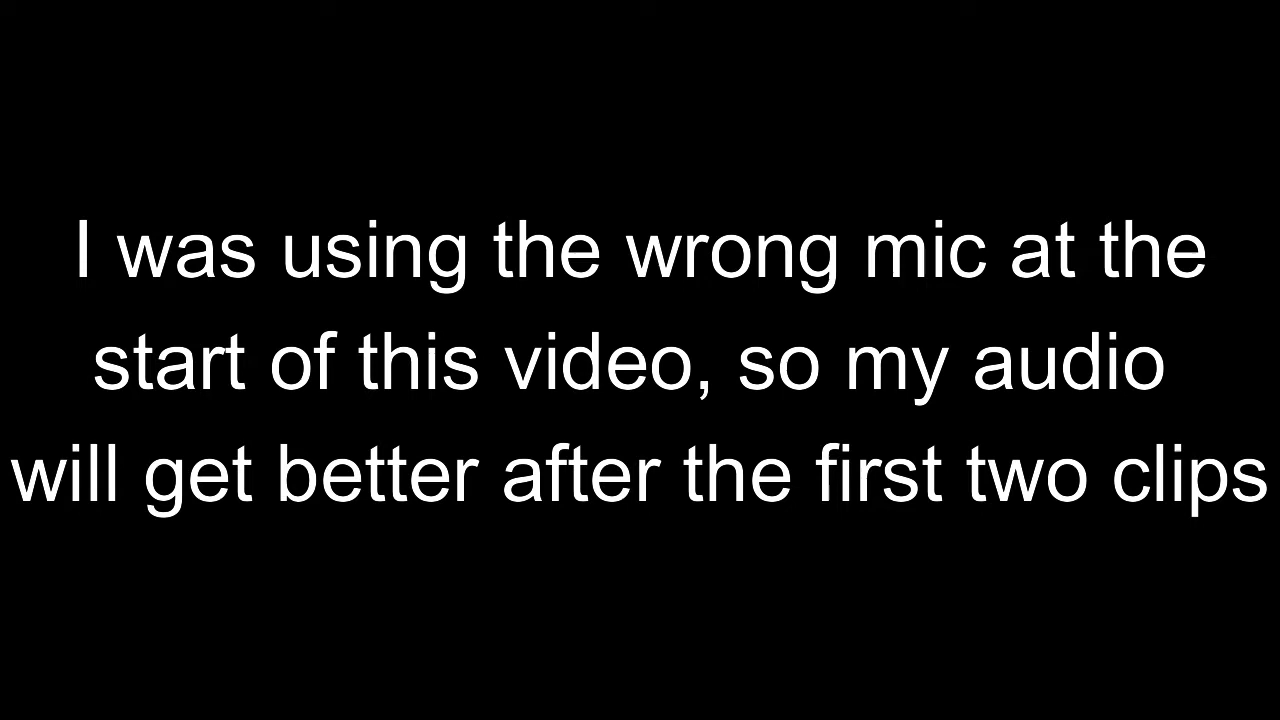 I was using the wrong mic at the
start of this video, so my audio
will get better after the first two clips